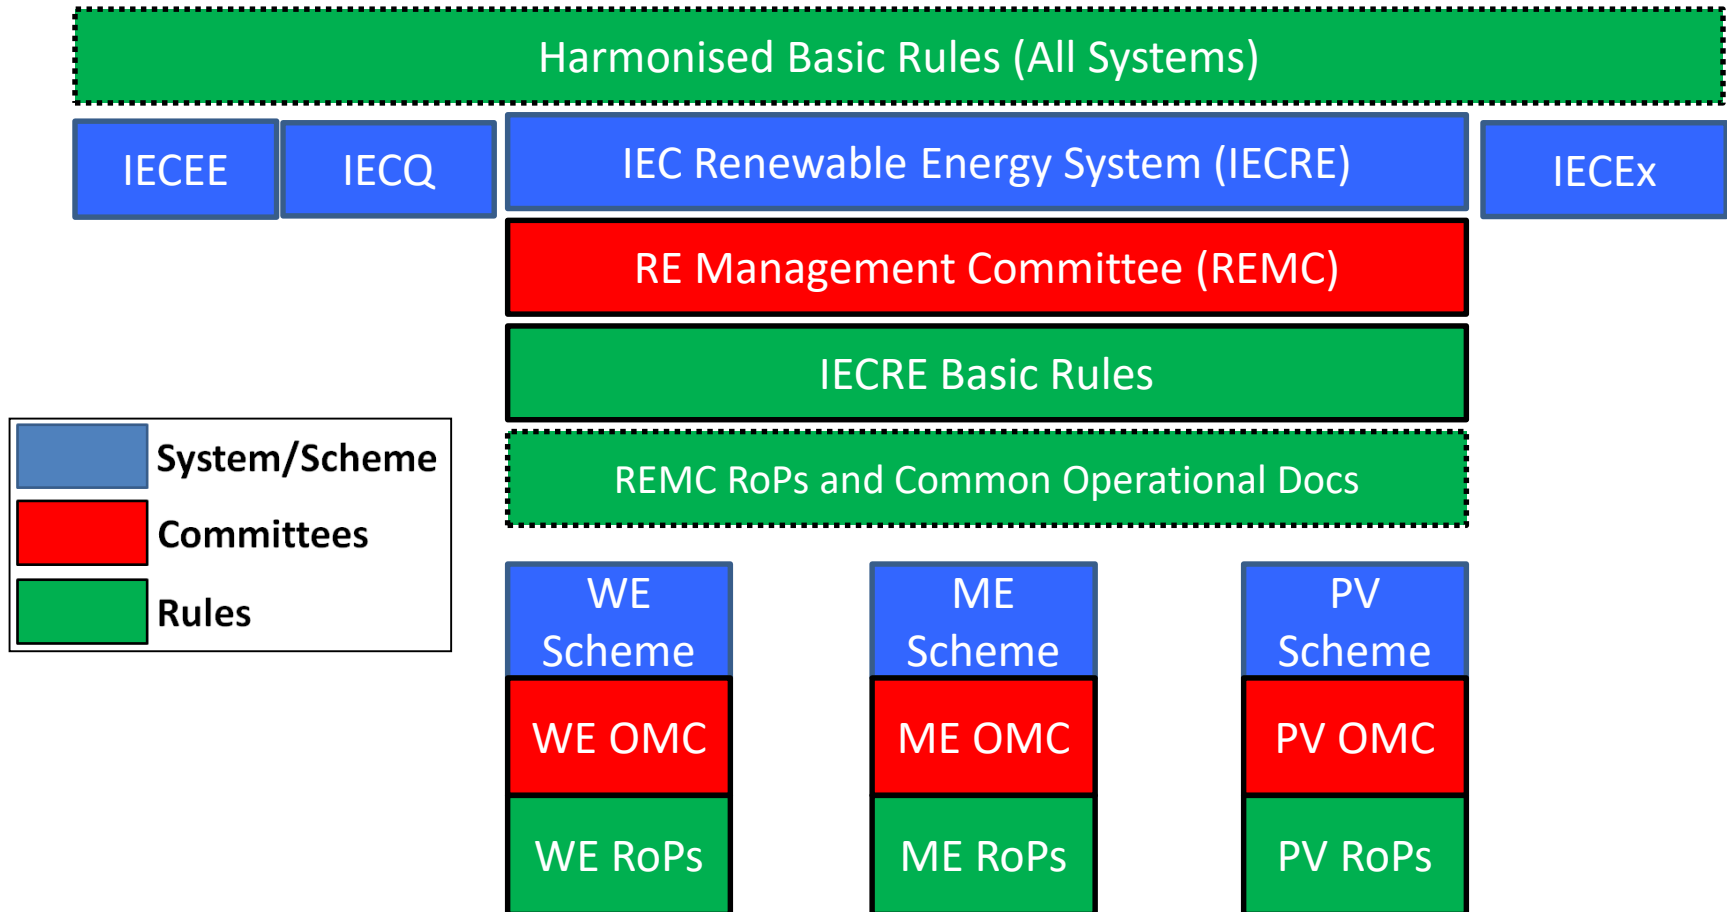 Harmonised Basic Rules (All Systems)
IECEE
IECQ
IEC Renewable Energy System (IECRE)
IECEx
RE Management Committee (REMC)
IECRE Basic Rules
REMC RoPs and Common Operational Docs
System/Scheme
Committees
Rules
WE
Scheme
ME
Scheme
PV
Scheme
WE OMC
ME OMC
PV OMC
WE RoPs
ME RoPs
PV RoPs